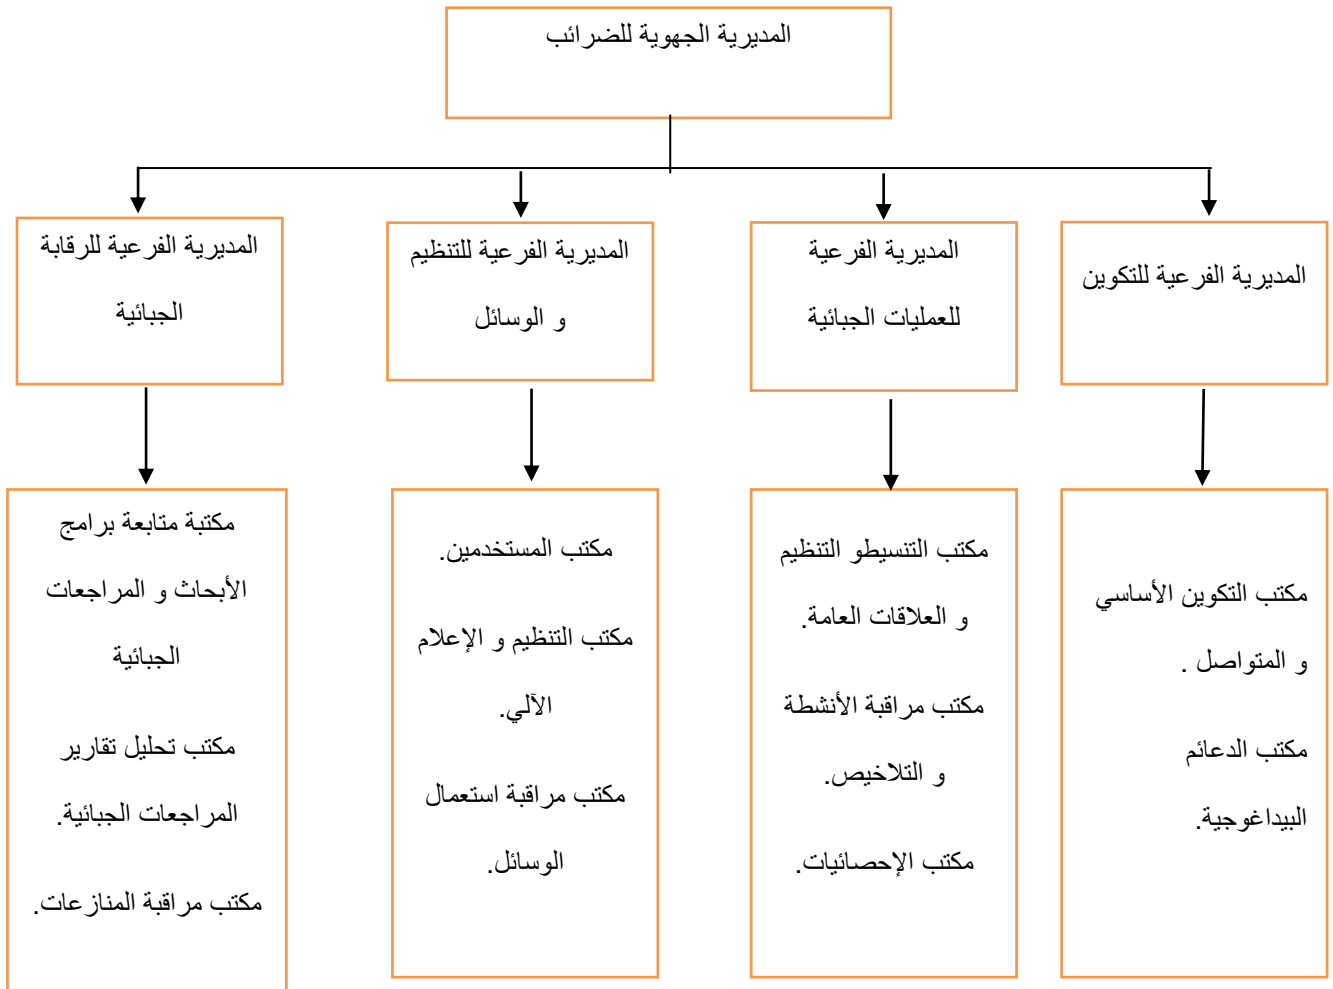 المديرية الجهوية للضرائب
المديرية الفرعية للتكوين
المديرية الفرعية
للعمليات الجبائية
المديرية الفرعية للتنظيم
و الوسائل
المديرية الفرعية للرقابة
الجبائية
مكتب التكوين الأساسي
و المتواصل .
مكتب الدعائم
البيداغوجية.
مكتب التنسيطو التنظيم
و العلاقات العامة.
مكتب مراقبة الأنشطة
و التلاخيص.
مكتب الإحصائيات.
مكتب المستخدمين.
مكتب التنظيم و الإعلام
الآلي.
مكتب مراقبة استعمال
الوسائل.
مكتبة متابعة برامج
الأبحاث و المراجعات
الجبائية
مكتب تحليل تقارير
المراجعات الجبائية.
مكتب مراقبة المنازعات.